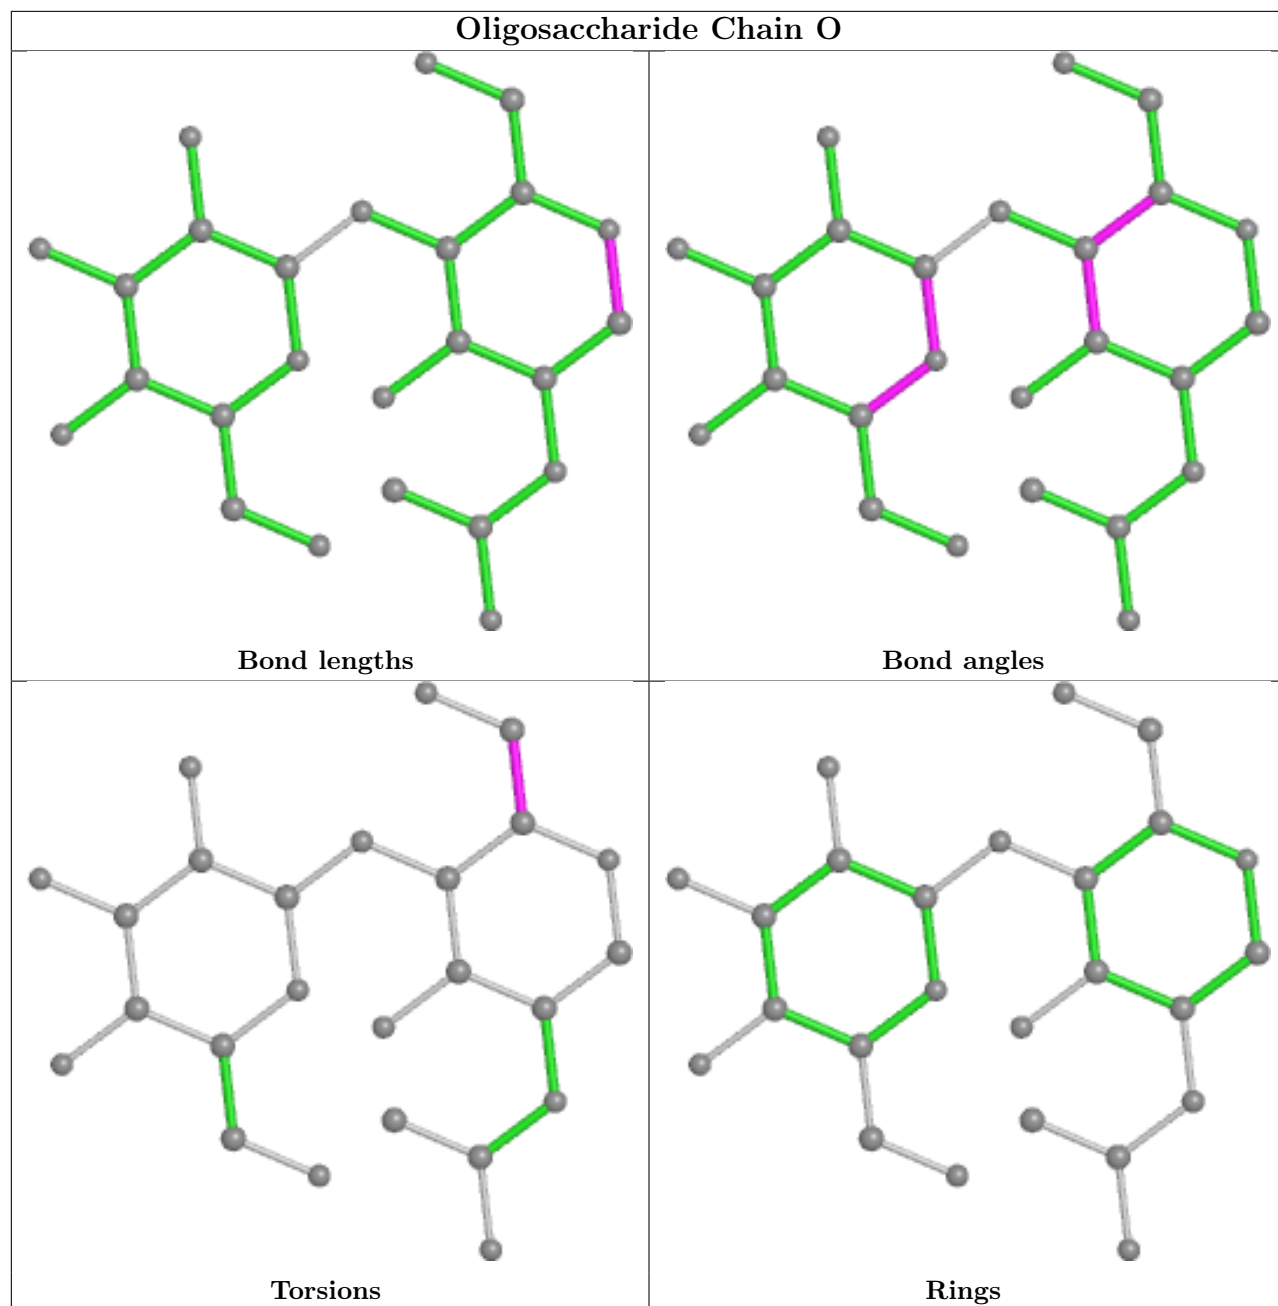 Oligosaccharide Chain O
Bond lengths
Bond angles
Torsions
Rings